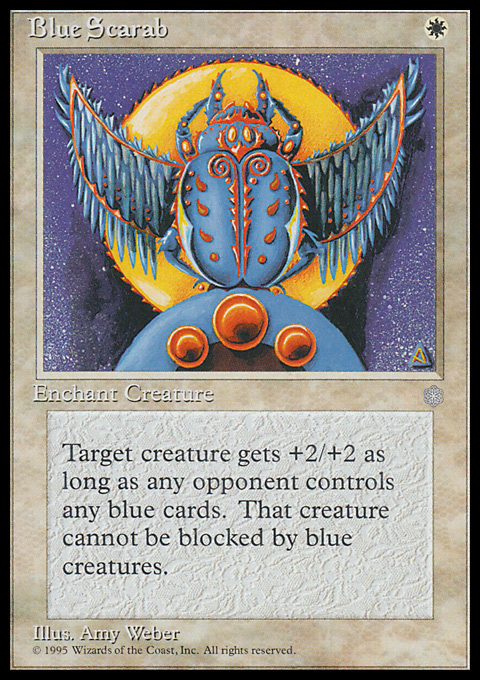 Blue Scarab
Enchant Creature
Target creature gets +2/+2 as
long as any opponent controls
any blue cards. That creature
cannot be blocked by blue
creatures.
Illus. Amy Weber
© 1995 Wizards of the Coast, Inc. All rights reserved.